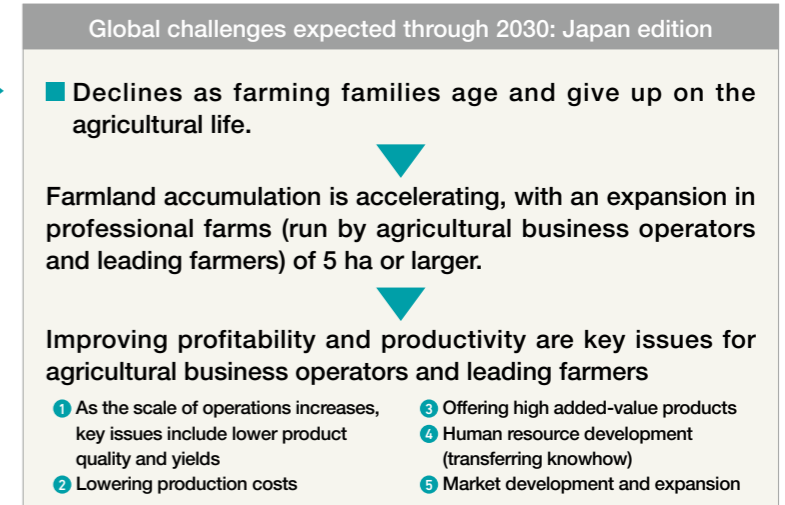 Global challenges expected through 2030: Japan edition
■ Declines as farming families age and give up on the
agricultural life.
Farmland accumulation is accelerating, with an expansion in
professional farms (run by agricultural business operators
and leading farmers) of 5 ha or larger.
Improving profitability and productivity are key issues for
agricultural business operators and leading farmers
1 As the scale of operations increases,
key issues include lower product
quality and yields
2 Lowering production costs
3 Offering high added-value products
4 Human resource development
(transferring knowhow)
5 Market development and expansion